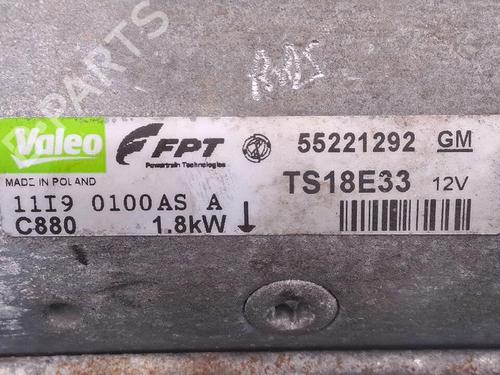 PARTS
Valeo FPT 55221292 GM
Powertrain Technologies
MADE IN POLAND TS18E33 12V
11I9 0100AS A
C880 1.8kW